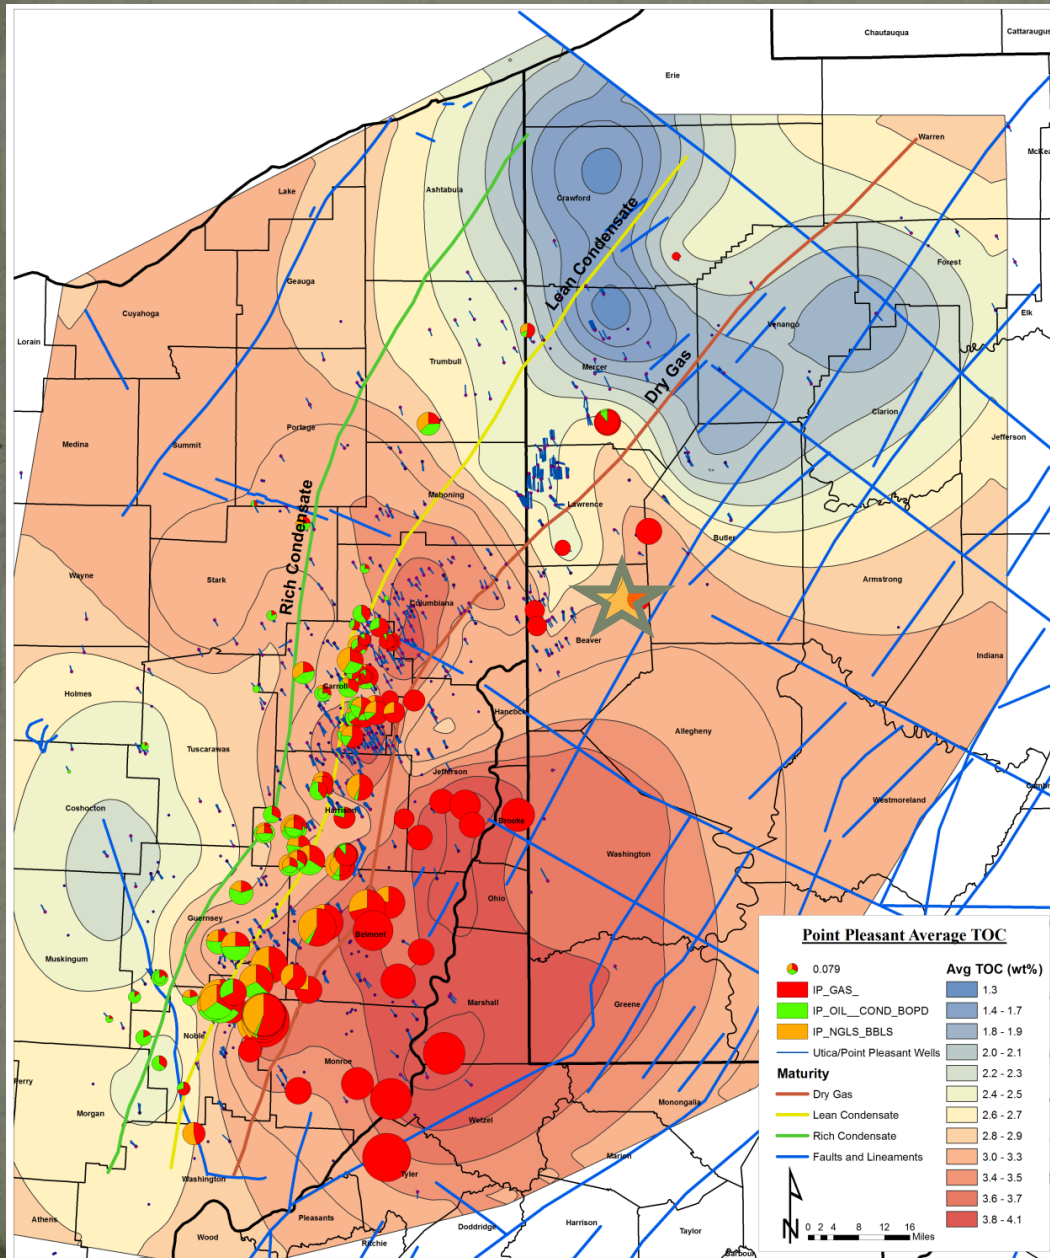 Chautauqua
Cattaraugus
Erie
Warren
Lake
Ashtabula
Crawford
Forest
Geauga
Cuyahoga
Lean Condensate
Elk
Lorain
Venango
Trumbull
Mercer
Dry Gas
Clarion
Portage
Jefferson
Medina
Summit
Mahoning
Lawrence
Rich Condensate
Butler
Wayne
Stark
Armstrong
Columbiana
Beaver
Indiana
Holmes
Carroll
Hancock
Allegheny
Tuscarawas
Jefferson
Westmoreland
Coshocton
Harrison
Brooke
Washington
Ohio
Guernsey
Belmont
Muskingum
Marshall
Greene
Noble
Monroe
Perry
Morgan
Wetzel
Monongalia
Marion
Tyler
Washington
Athens
Pleasants
Wood
Ritchie
Doddridge
Harrison
Taylor
Barbour
Point Pleasant Average TOC
0.079
IP_GAS_
IP_OIL__COND_BOPD
IP_NGLS_BBLS
Utica/Point Pleasant Wells
Maturity
Dry Gas
Lean Condensate
Rich Condensate
Faults and Lineaments
Avg TOC (wt%)
1.3
1.4 - 1.7
1.8 - 1.9
2.0 - 2.1
2.2 - 2.3
2.4 - 2.5
2.6 - 2.7
2.8 - 2.9
3.0 - 3.3
3.4 - 3.5
3.6 - 3.7
3.8 - 4.1
N
0 2 4 8 12 16
Miles